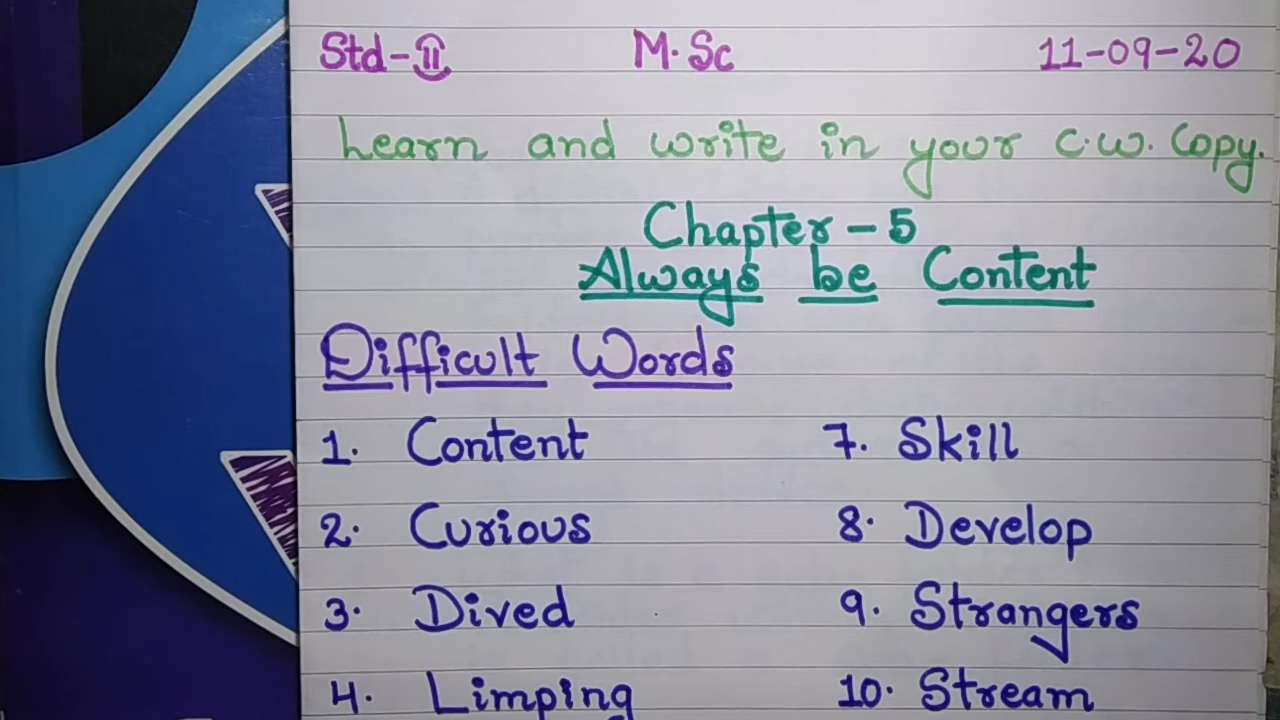 Std-II M.Sc 11-09-20
Learn and write in your C.W. Copy.
Chapter-5
Always be Content
Difficult Words
1. Content 7. Skill
2. Curious 8. Develop
3. Dived 9. Strangers
4. Limping 10. Stream